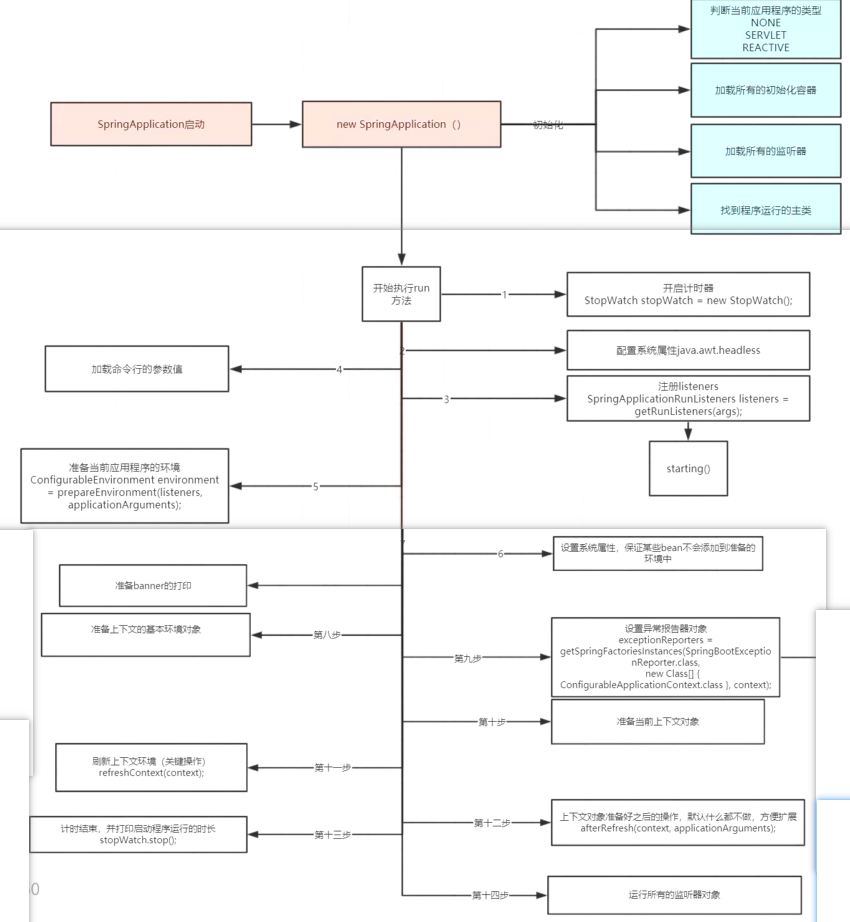 判断当前应用程序的类型
NONE
SERVLET
REACTIVE
加载所有的初始化容器
SpringApplication启动
new SpringApplication（）
初始化
加载所有的监听器
找到程序运行的主类
开始执行run
方法
1
开启计时器
StopWatch stopWatch = new StopWatch();
2
配置系统属性java.awt.headless
加载命令行的参数值
4
3
注册listeners
SpringApplicationRunListeners listeners =
getRunListeners(args);
starting()
准备当前应用程序的环境
ConfigurableEnvironment environment
= prepareEnvironment(listeners,
applicationArguments);
5
6
设置系统属性，保证某些bean不会添加到准备的
环境中
准备banner的打印
准备上下文的基本环境对象
第八步
第九步
设置异常报告器对象
exceptionReporters =
getSpringFactoriesInstances(SpringBootExceptio
nReporter.class,
new Class[] {
ConfigurableApplicationContext.class }, context);
第十步
准备当前上下文对象
刷新上下文环境（关键操作）
refreshContext(context);
第十一步
第十二步
上下文对象准备好之后的操作，默认什么都不做，方便扩展
afterRefresh(context, applicationArguments);
计时结束，并打印启动程序运行的时长
stopWatch.stop();
第十三步
第十四步
运行所有的监听器对象